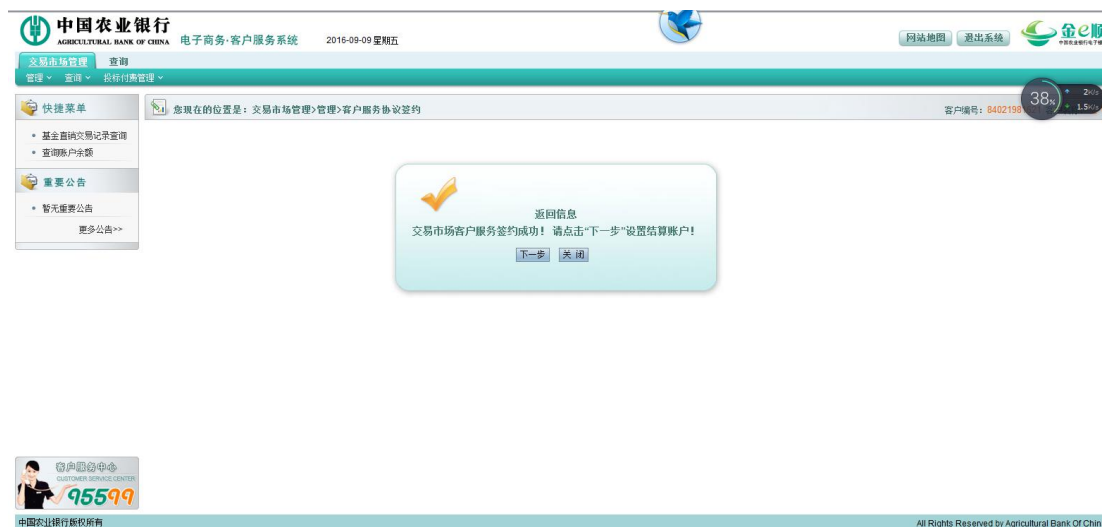 中国农业银行
AGRICULTURAL BANK OF CHINA
电子商务·客户服务系统
2016-09-09 星期五
网站地图
退出系统
金e顺
交易市场管理 查询
管理 查询 投标付费管理
快捷菜单
您现在的位置是：交易市场管理>管理>客户服务协议签约
客户编号：8402198
38%
2K/s
1.5K/s
基金直销交易记录查询
查询账户余额
重要公告
暂无重要公告
更多公告>>
返回信息
交易市场客户服务签约成功！请点击“下一步”设置结算账户！
下一步 关 闭
客户服务中心
CUSTOMER SERVICE CENTER
95599
中国农业银行版权所有
All Rights Reserved by Agricultural Bank Of Chin